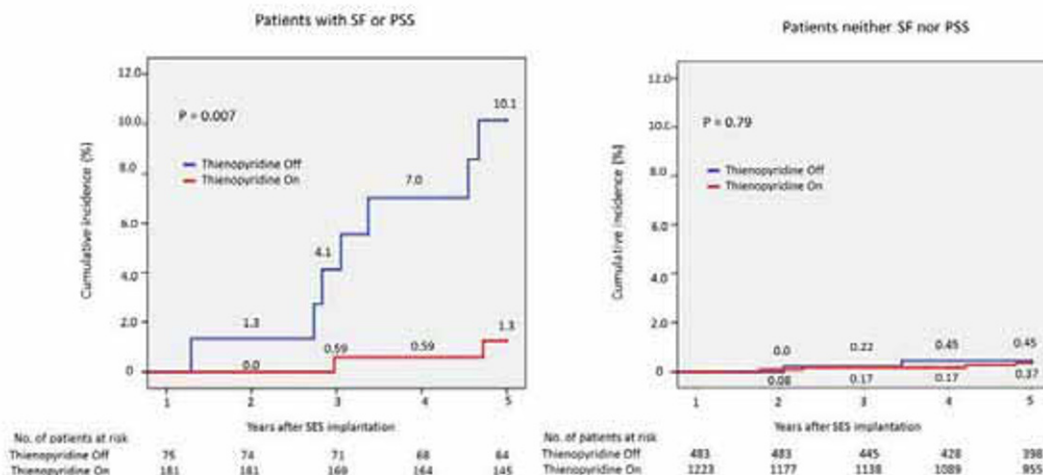 Patients with SF or PSS
12.0
10.0
8.0
6.0
4.0
2.0
0
Cumulative incidence (%)
P = 0.007
Thienopyridine Off
Thienopyridine On
10.1
7.0
4.1
1.3
1.3
0.59
0.59
0.0
1 2 3 4 5
Years after SES implantation
No. of patients at risk
Thienopyridine Off 75 74 71 68 64
Thienopyridine On 181 181 169 164 145
Patients neither SF nor PSS
12.0
10.0
8.0
6.0
4.0
2.0
0
Cumulative incidence [%]
P = 0.79
Thienopyridine Off
Thienopyridine On
0.0 0.22 0.45 0.45
0.08 0.17 0.17 0.37
1 2 3 4 5
Years after SES implantation
No. of patients at risk
Thienopyridine Off 483 483 445 428 398
Thienopyridine On 1223 1177 1138 1089 955